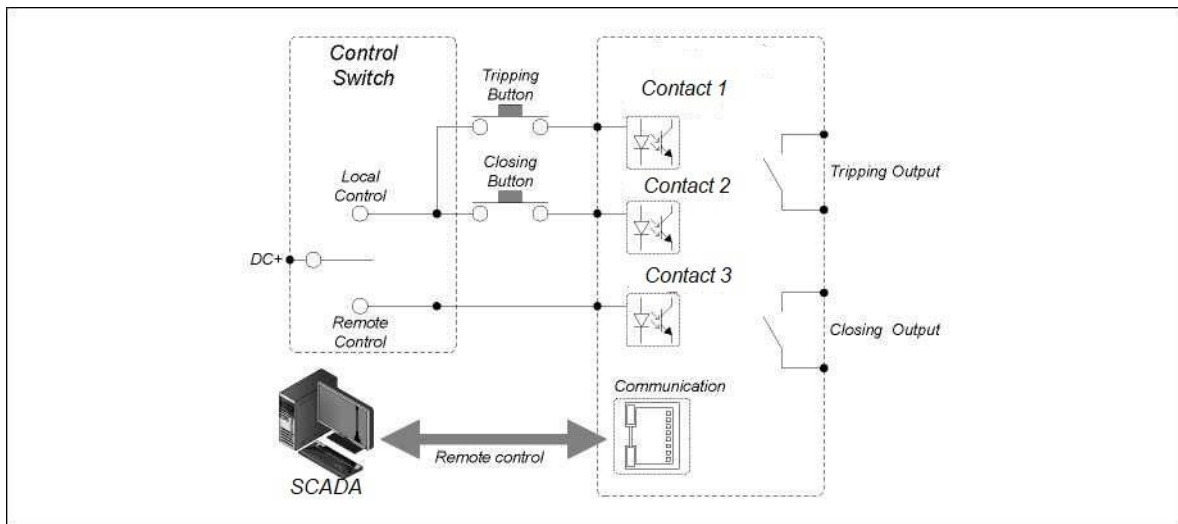 Control
Switch
Tripping
Button
Contact 1
Closing
Button
Tripping Output
Local
Control
Contact 2
DC+
Contact 3
Remote
Control
Closing Output
Communication
Remote control
SCADA